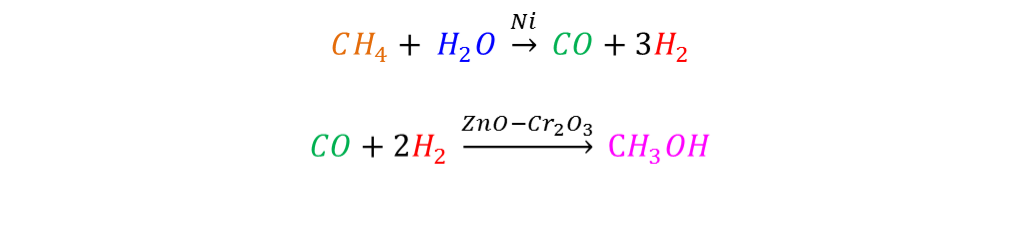 CH₄ + H₂O →(Ni) CO + 3H₂
CO + 2H₂ →(ZnO−Cr₂O₃) CH₃OH